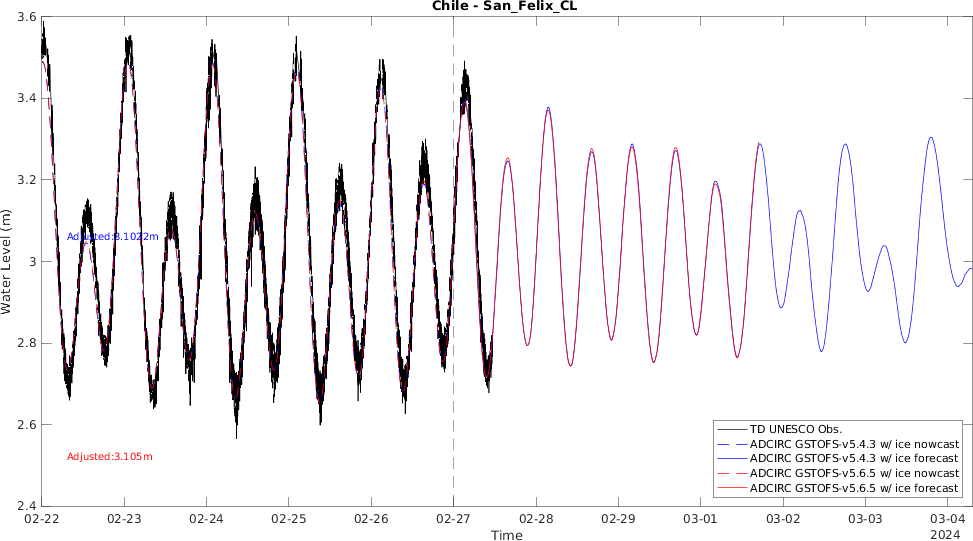 Chile - San_Felix_CL
3.6
3.4
3.2
3
2.8
2.6
2.4
Water Level (m)
Adjusted:3.1022m
Adjusted:3.105m
TD UNESCO Obs.
ADCIRC GSTOFS-v5.4.3 w/ ice nowcast
ADCIRC GSTOFS-v5.4.3 w/ ice forecast
ADCIRC GSTOFS-v5.6.5 w/ ice nowcast
ADCIRC GSTOFS-v5.6.5 w/ ice forecast
02-22 02-23 02-24 02-25 02-26 02-27 02-28 02-29 03-01 03-02 03-03 03-04
Time
2024